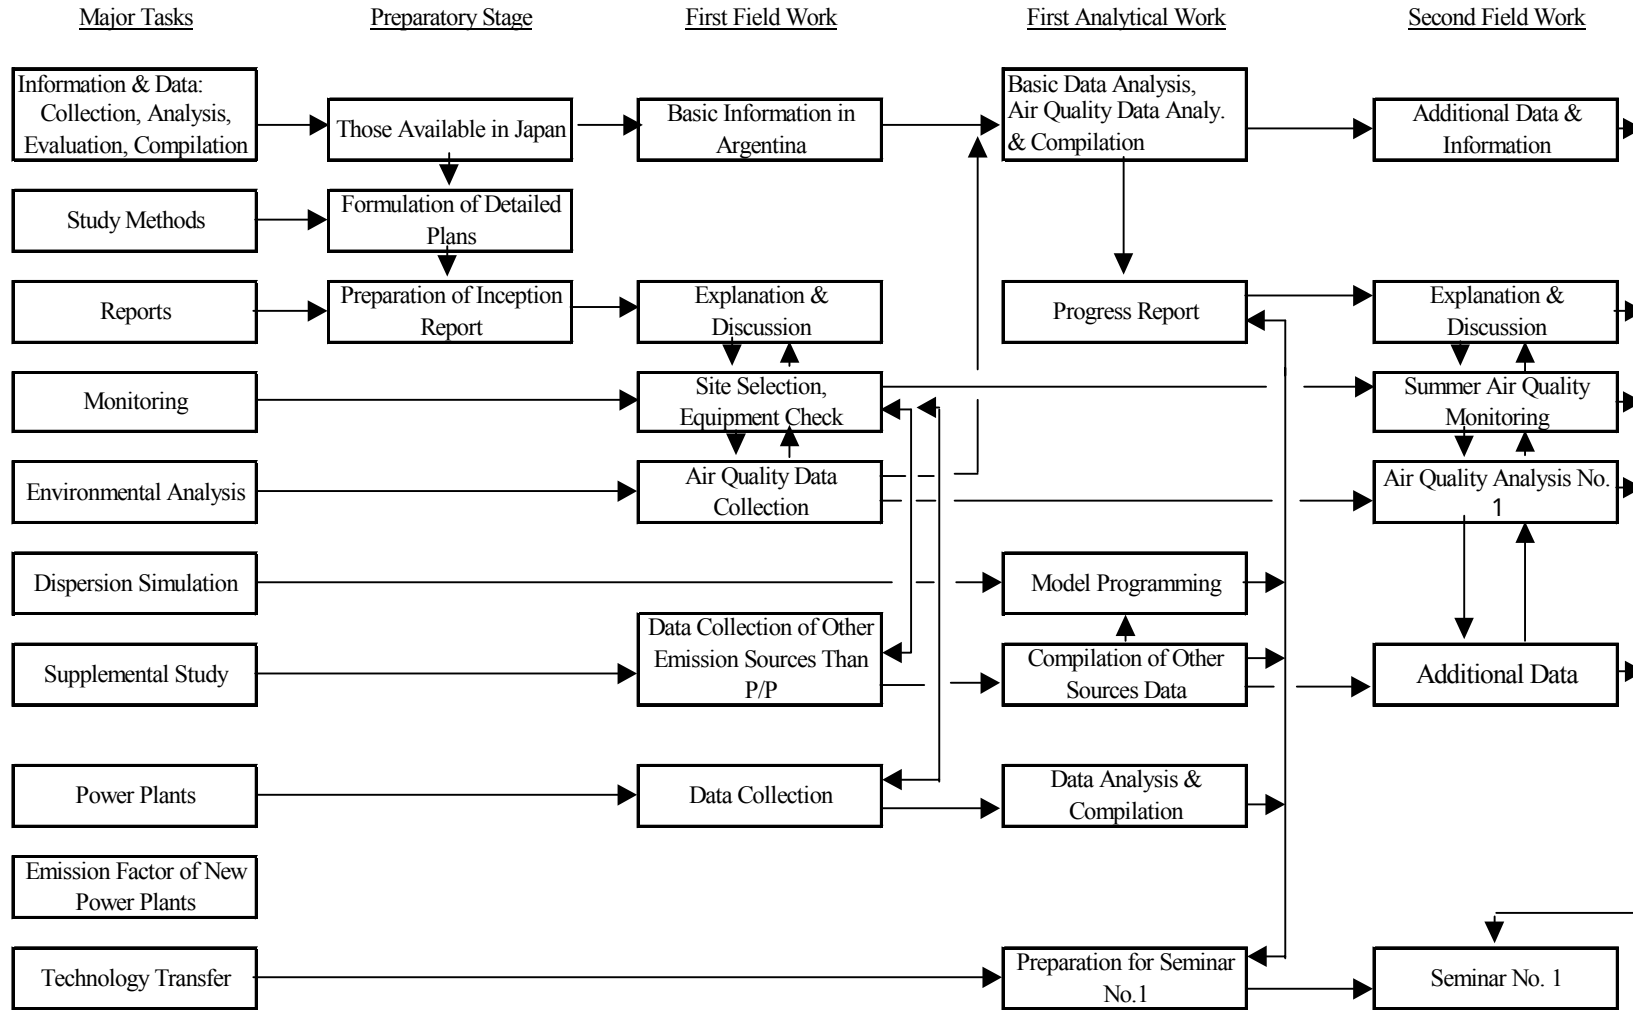 Major Tasks
Preparatory Stage
First Field Work
First Analytical Work
Second Field Work
Information & Data:
Collection, Analysis,
Evaluation, Compilation
Those Available in Japan
Basic Information in
Argentina
Basic Data Analysis,
Air Quality Data Analy.
& Compilation
Additional Data &
Information
Study Methods
Formulation of Detailed
Plans
Reports
Preparation of Inception
Report
Explanation &
Discussion
Progress Report
Explanation &
Discussion
Monitoring
Site Selection,
Equipment Check
Summer Air Quality
Monitoring
Environmental Analysis
Air Quality Data
Collection
Air Quality Analysis No.
1
Dispersion Simulation
Model Programming
Supplemental Study
Data Collection of Other
Emission Sources Than
P/P
Compilation of Other
Sources Data
Additional Data
Power Plants
Data Collection
Data Analysis &
Compilation
Emission Factor of New
Power Plants
Technology Transfer
Preparation for Seminar
No.1
Seminar No. 1